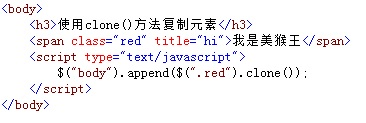 <body>
<h3>使用clone()方法复制元素</h3>
<span class="red" title="hi">我是美猴王</span>
<script type="text/javascript">
$("body").append($(".red").clone());
</script>
</body>